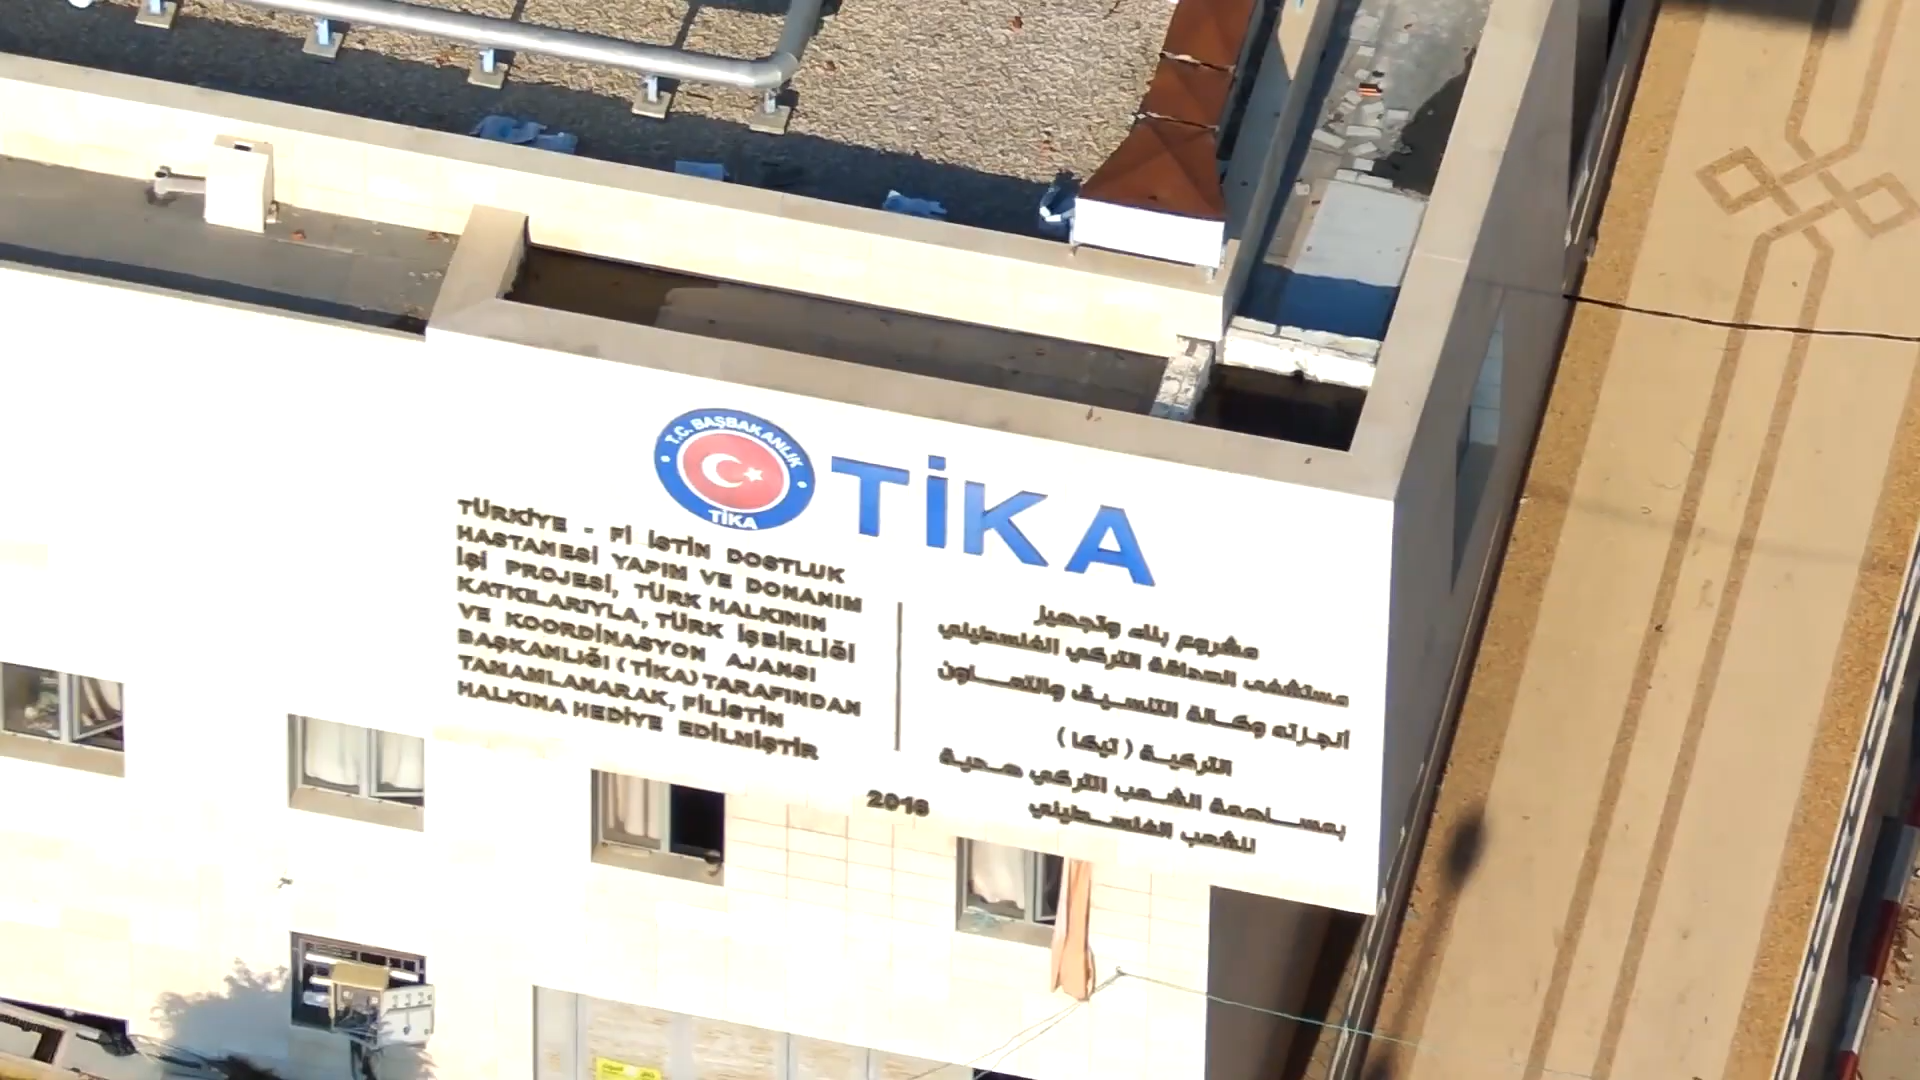 T.C. BAŞBAKANLIK
TİKA
TİKA
TÜRKİYE - Fİ İSTİN DOSTLUK
HASTANESİ YAPIM VE DONANIM
İŞİ PROJESİ, TÜRK HALKININ
KATKILARIYLA, TÜRK İŞBİRLİĞİ
VE KOORDİNASYON AJANSI
BAŞKANLIĞI (TİKA) TARAFINDAN
TAMAMLANARAK, FİLİSTİN
HALKINA HEDİYE EDİLMİŞTİR
مشروع بناء وتجهيز
مستشفى الصداقة التركي الفلسطيني
أنجزته وكالة التنسيق والتعاون
التركية ( تيكا )
بمساهمة الشعب التركي هدية
للشعب الفلسطيني